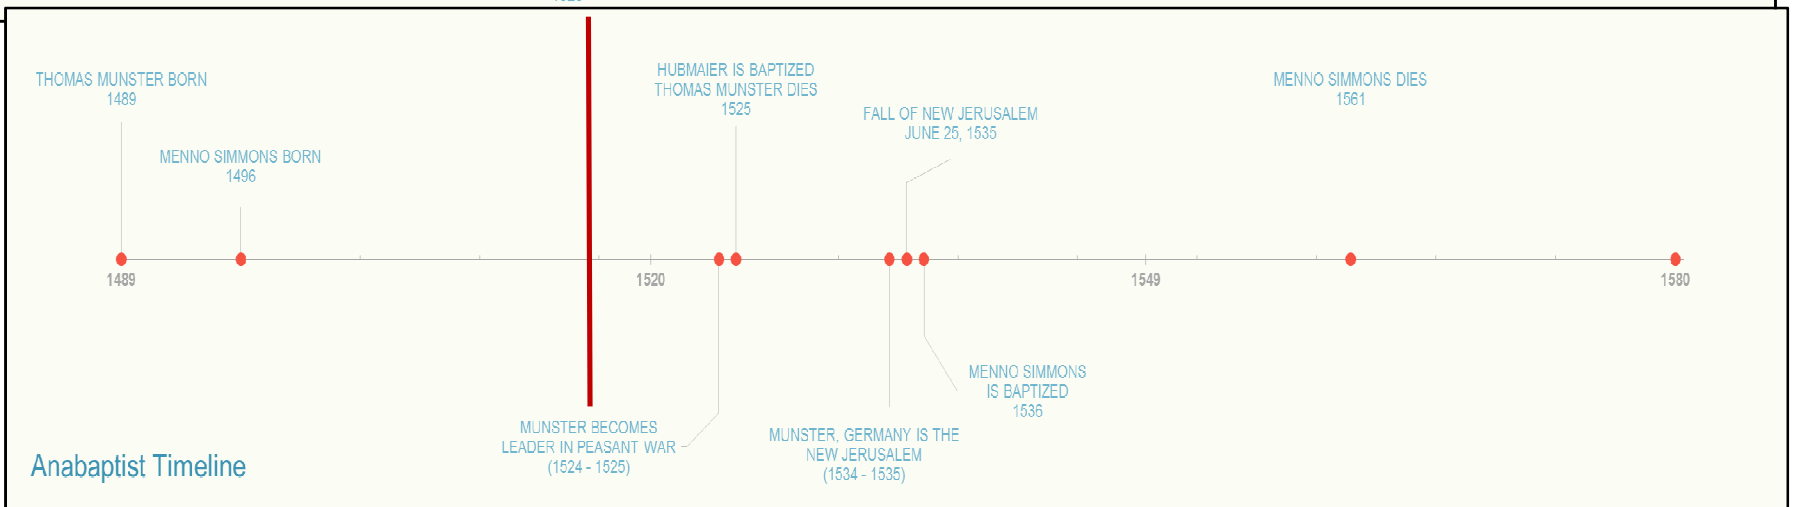 THOMAS MUNSTER BORN
1489
MENNO SIMMONS BORN
1496
HUBMAIER IS BAPTIZED
THOMAS MUNSTER DIES
1525
FALL OF NEW JERUSALEM
JUNE 25, 1535
MENNO SIMMONS DIES
1561
1489
1520
1549
1580
MUNSTER BECOMES
LEADER IN PEASANT WAR
(1524 - 1525)
MUNSTER, GERMANY IS THE
NEW JERUSALEM
(1534 - 1535)
MENNO SIMMONS
IS BAPTIZED
1536
Anabaptist Timeline